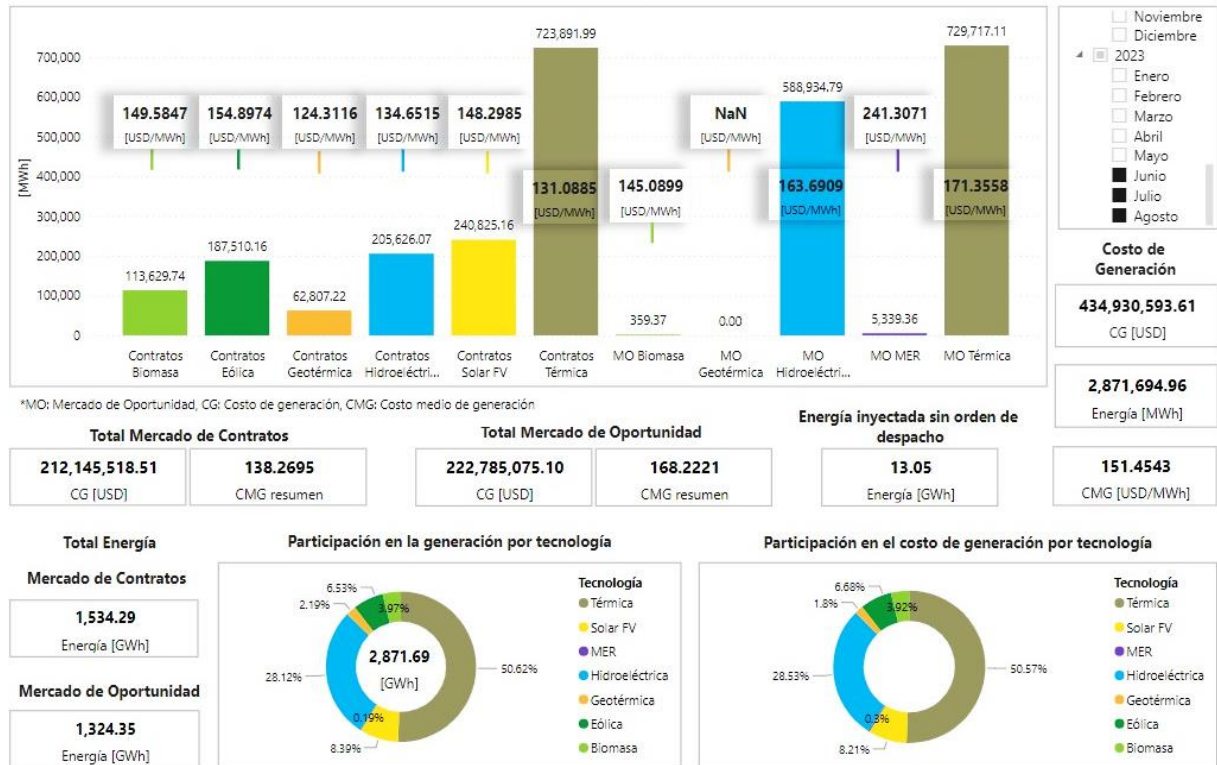 700,000
600,000
500,000
400,000
300,000
200,000
100,000
0
[MWh]
723,891.99
729,717.11
588,934.79
149.5847
[USD/MWh]
154.8974
[USD/MWh]
124.3116
[USD/MWh]
134.6515
[USD/MWh]
148.2985
[USD/MWh]
NaN
[USD/MWh]
241.3071
[USD/MWh]
131.0885
[USD/MWh]
145.0899
[USD/MWh]
163.6909
[USD/MWh]
171.3558
[USD/MWh]
113,629.74
187,510.16
62,807.22
205,626.07
240,825.16
359.37
0.00
5,339.36
Contratos
Biomasa
Contratos
Eólica
Contratos
Geotérmica
Contratos
Hidroeléctri...
Contratos
Solar FV
Contratos
Térmica
MO Biomasa
MO
Geotérmica
MO
Hidroeléctri...
MO MER
MO Térmica
Noviembre
Diciembre
2023
Enero
Febrero
Marzo
Abril
Mayo
Junio
Julio
Agosto
Costo de
Generación
434,930,593.61
CG [USD]
2,871,694.96
Energía [MWh]
151.4543
CMG [USD/MWh]
*MO: Mercado de Oportunidad, CG: Costo de generación, CMG: Costo medio de generación
Total Mercado de Contratos
212,145,518.51
CG [USD]
138.2695
CMG resumen
Total Mercado de Oportunidad
222,785,075.10
CG [USD]
168.2221
CMG resumen
Energía inyectada sin orden de
despacho
13.05
Energía [GWh]
Total Energía
Mercado de Contratos
1,534.29
Energía [GWh]
Mercado de Oportunidad
1,324.35
Energía [GWh]
Participación en la generación por tecnología
6.53%
3.97%
2.19%
2,871.69
[GWh]
50.62%
28.12%
0.19%
8.39%
Tecnología
Térmica
Solar FV
MER
Hidroeléctrica
Geotérmica
Eólica
Biomasa
Participación en el costo de generación por tecnología
6.68%
3.92%
1.8%
50.57%
28.53%
0.3%
8.21%
Tecnología
Térmica
Solar FV
MER
Hidroeléctrica
Geotérmica
Eólica
Biomasa